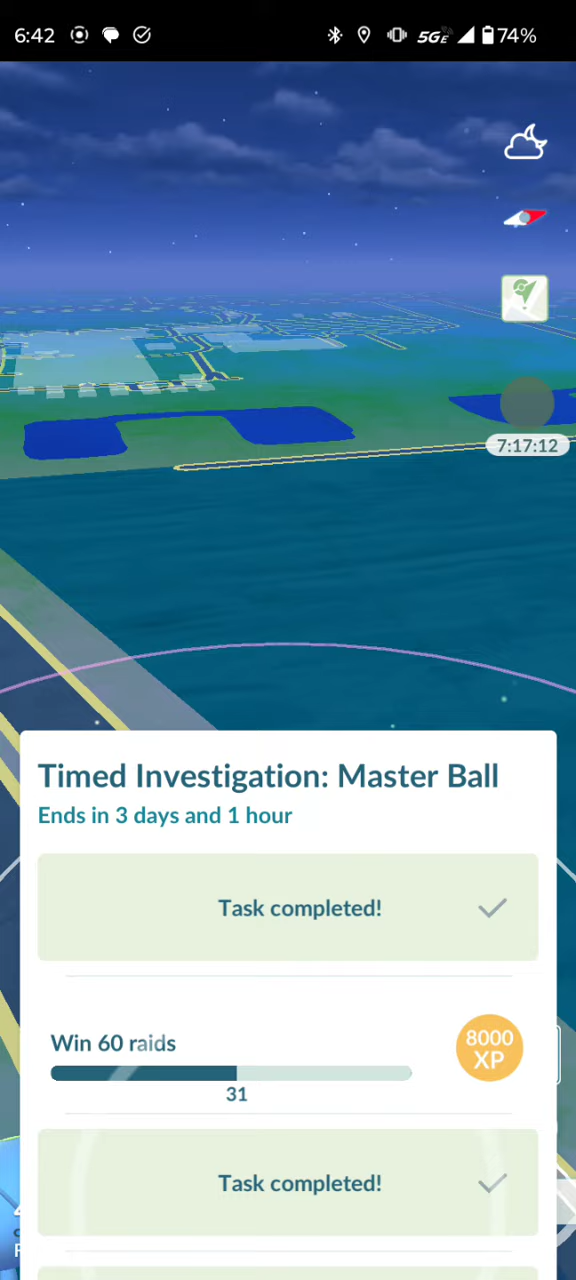 6:42
5GE
74%
7:17:12
Timed Investigation: Master Ball
Ends in 3 days and 1 hour
Task completed!
Win 60 raids
8000
XP
31
Task completed!